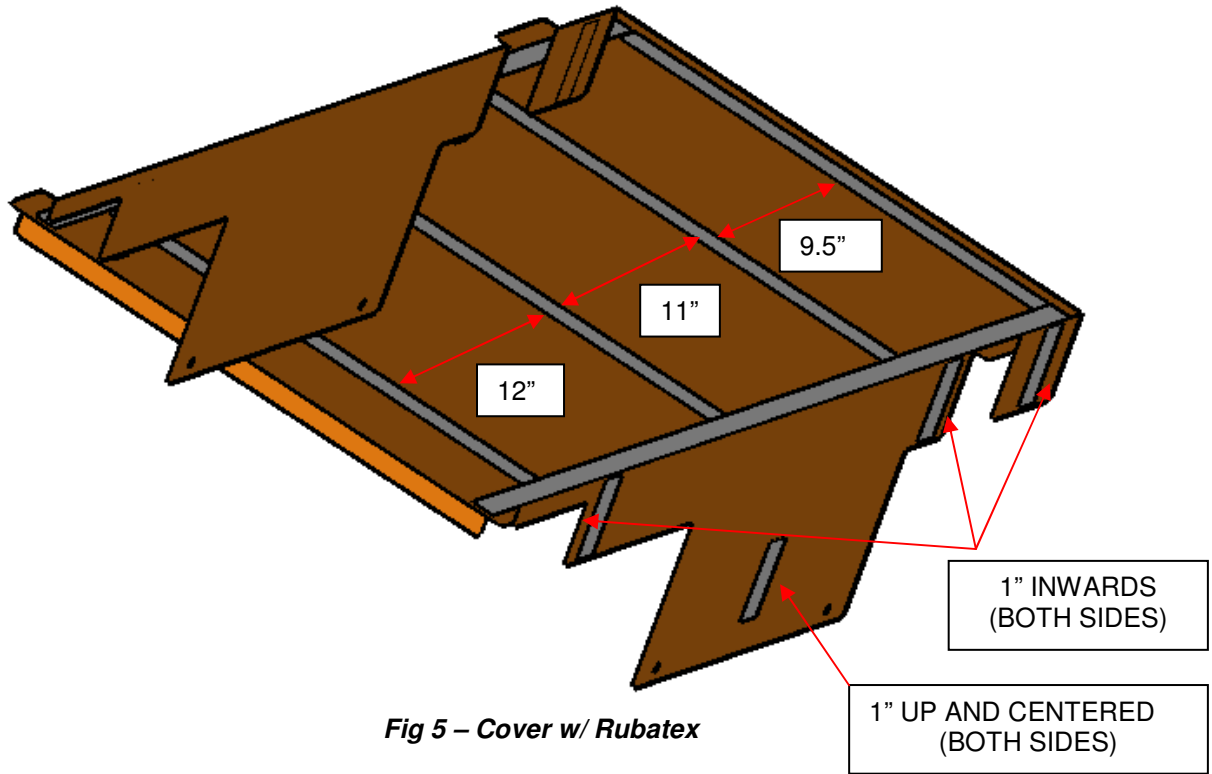 9.5”
11”
12”
1” INWARDS
(BOTH SIDES)
1” UP AND CENTERED
(BOTH SIDES)
Fig 5 – Cover w/ Rubatex